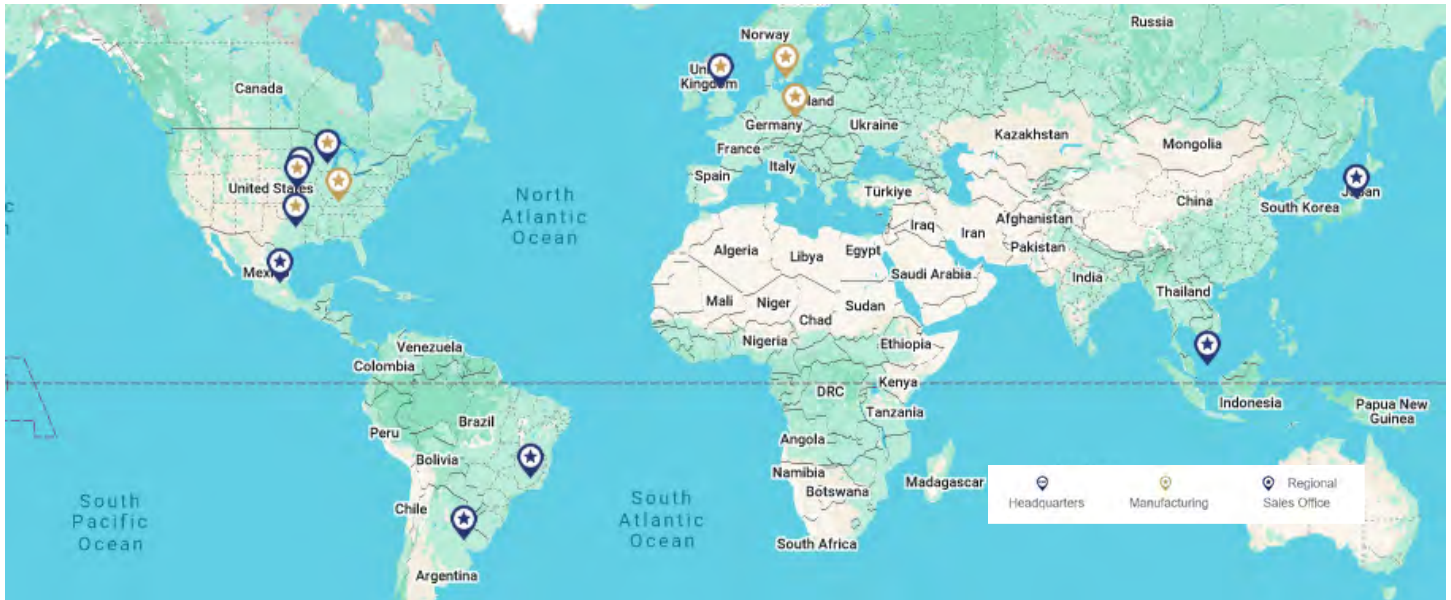 Russia
Norway
Canada
Kingdom
Germany
Ukraine
Kazakhstan
Mongolia
France
Italy
Spain
Türkiye
United States
North
Atlantic
Ocean
China
South Korea
Japan
Afghanistan
Iraq
Iran
Pakistan
Algeria
Libya
Egypt
Saudi Arabia
India
Thailand
Mali
Niger
Sudan
Chad
Nigeria
Ethiopia
Venezuela
Colombia
DRC
Kenya
Tanzania
Indonesia
Papua New
Guinea
Peru
Brazil
Bolivia
Angola
Namibia
Botswana
Madagascar
Chile
South
Pacific
Ocean
South
Atlantic
Ocean
South Africa
Argentina
Headquarters
Manufacturing
Regional
Sales Office